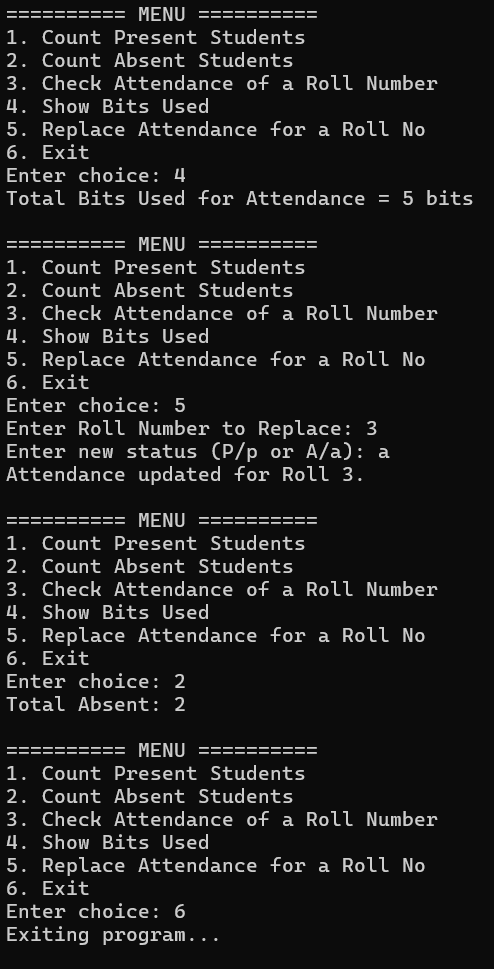 ========== MENU ==========
1. Count Present Students
2. Count Absent Students
3. Check Attendance of a Roll Number
4. Show Bits Used
5. Replace Attendance for a Roll No
6. Exit
Enter choice: 4
Total Bits Used for Attendance = 5 bits

========== MENU ==========
1. Count Present Students
2. Count Absent Students
3. Check Attendance of a Roll Number
4. Show Bits Used
5. Replace Attendance for a Roll No
6. Exit
Enter choice: 5
Enter Roll Number to Replace: 3
Enter new status (P/p or A/a): a
Attendance updated for Roll 3.

========== MENU ==========
1. Count Present Students
2. Count Absent Students
3. Check Attendance of a Roll Number
4. Show Bits Used
5. Replace Attendance for a Roll No
6. Exit
Enter choice: 2
Total Absent: 2

========== MENU ==========
1. Count Present Students
2. Count Absent Students
3. Check Attendance of a Roll Number
4. Show Bits Used
5. Replace Attendance for a Roll No
6. Exit
Enter choice: 6
Exiting program...